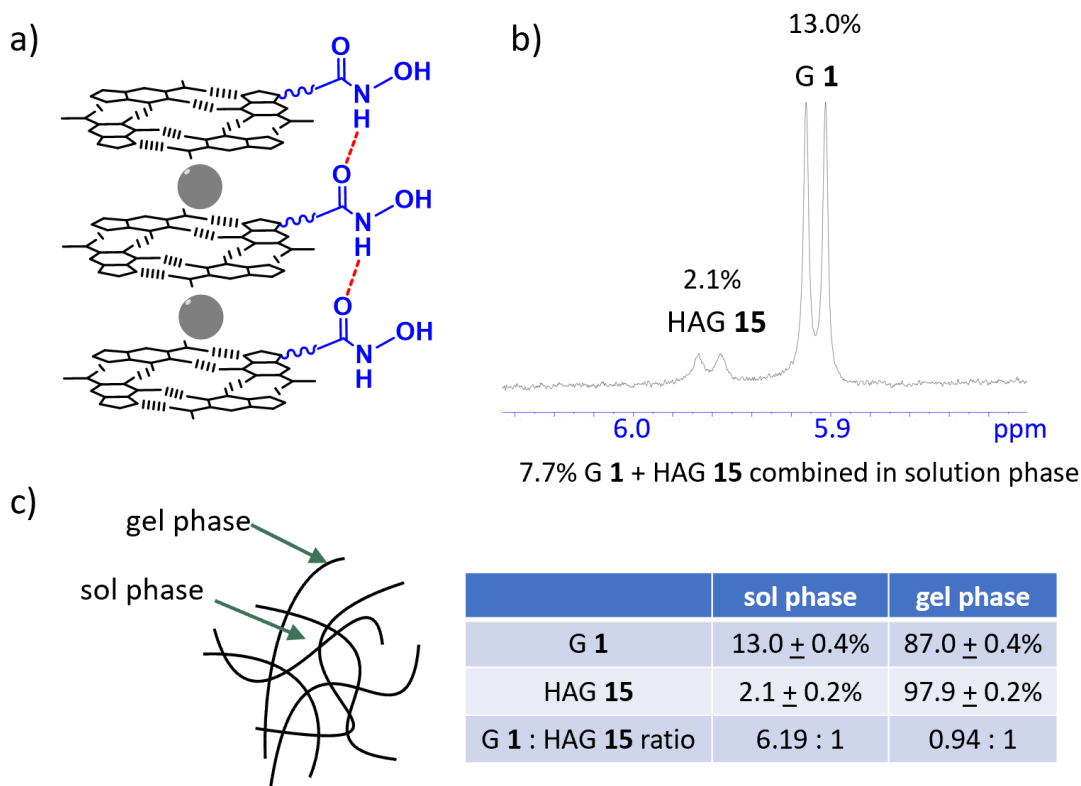 a)
O
OH
N
H
O
OH
N
H
O
OH
N
H
b)
13.0%
G 1
2.1%
HAG 15
6.0 5.9 ppm
7.7% G 1 + HAG 15 combined in solution phase
c)
gel phase
sol phase
sol phase gel phase
G 1 13.0 ± 0.4% 87.0 ± 0.4%
HAG 15 2.1 ± 0.2% 97.9 ± 0.2%
G 1 : HAG 15 ratio 6.19 : 1 0.94 : 1